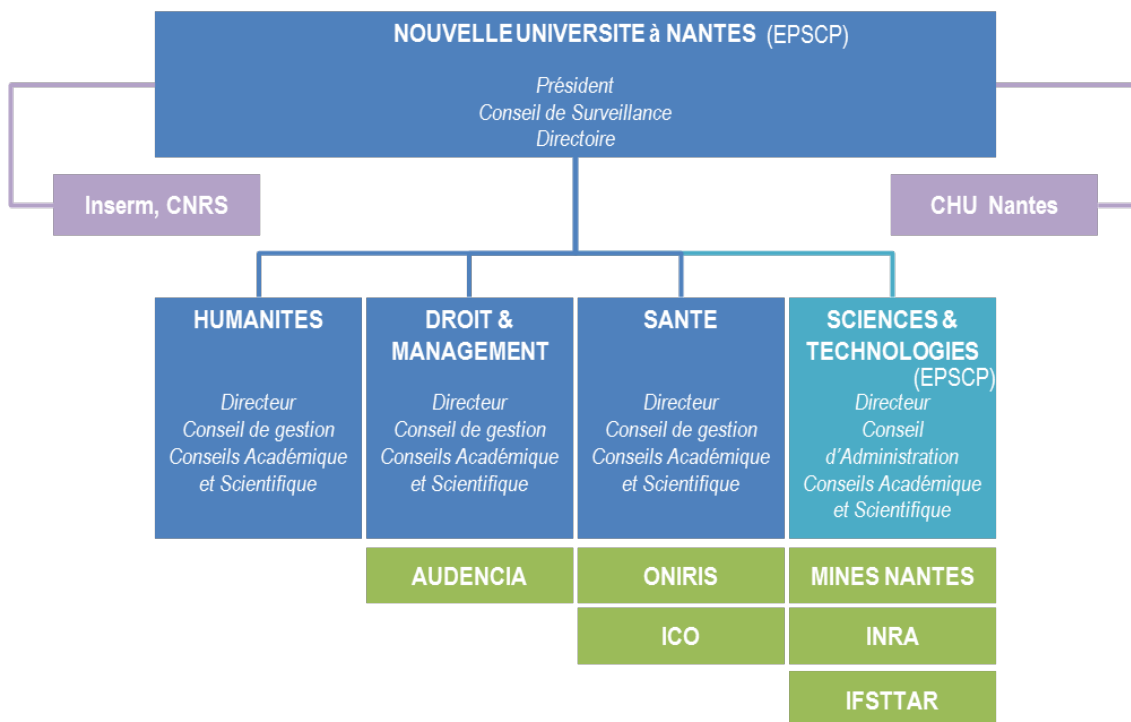 NOUVELLE UNIVERSITE à NANTES (EPSCP)
Président
Conseil de Surveillance
Directoire
Inserm, CNRS
CHU Nantes
HUMANITES
Directeur
Conseil de gestion
Conseils Académique
et Scientifique
DROIT &
MANAGEMENT
Directeur
Conseil de gestion
Conseils Académique
et Scientifique
SANTE
Directeur
Conseil de gestion
Conseils Académique
et Scientifique
SCIENCES &
TECHNOLOGIES
(EPSCP)
Directeur
Conseil
d'Administration
Conseils Académique
et Scientifique
AUDENCIA
ONIRIS
MINES NANTES
ICO
INRA
IFSTTAR